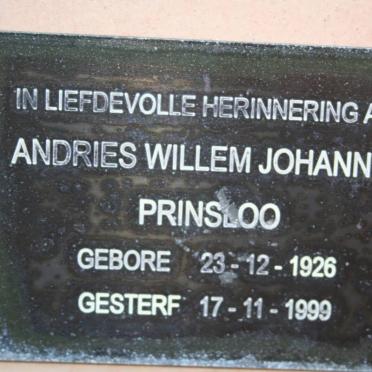 IN LIEFDEVOLLE HERINNERING A
ANDRIES WILLEM JOHANN
PRINSLOO
GEBORE 23 - 12 - 1926
GESTERF 17 - 11 - 1999